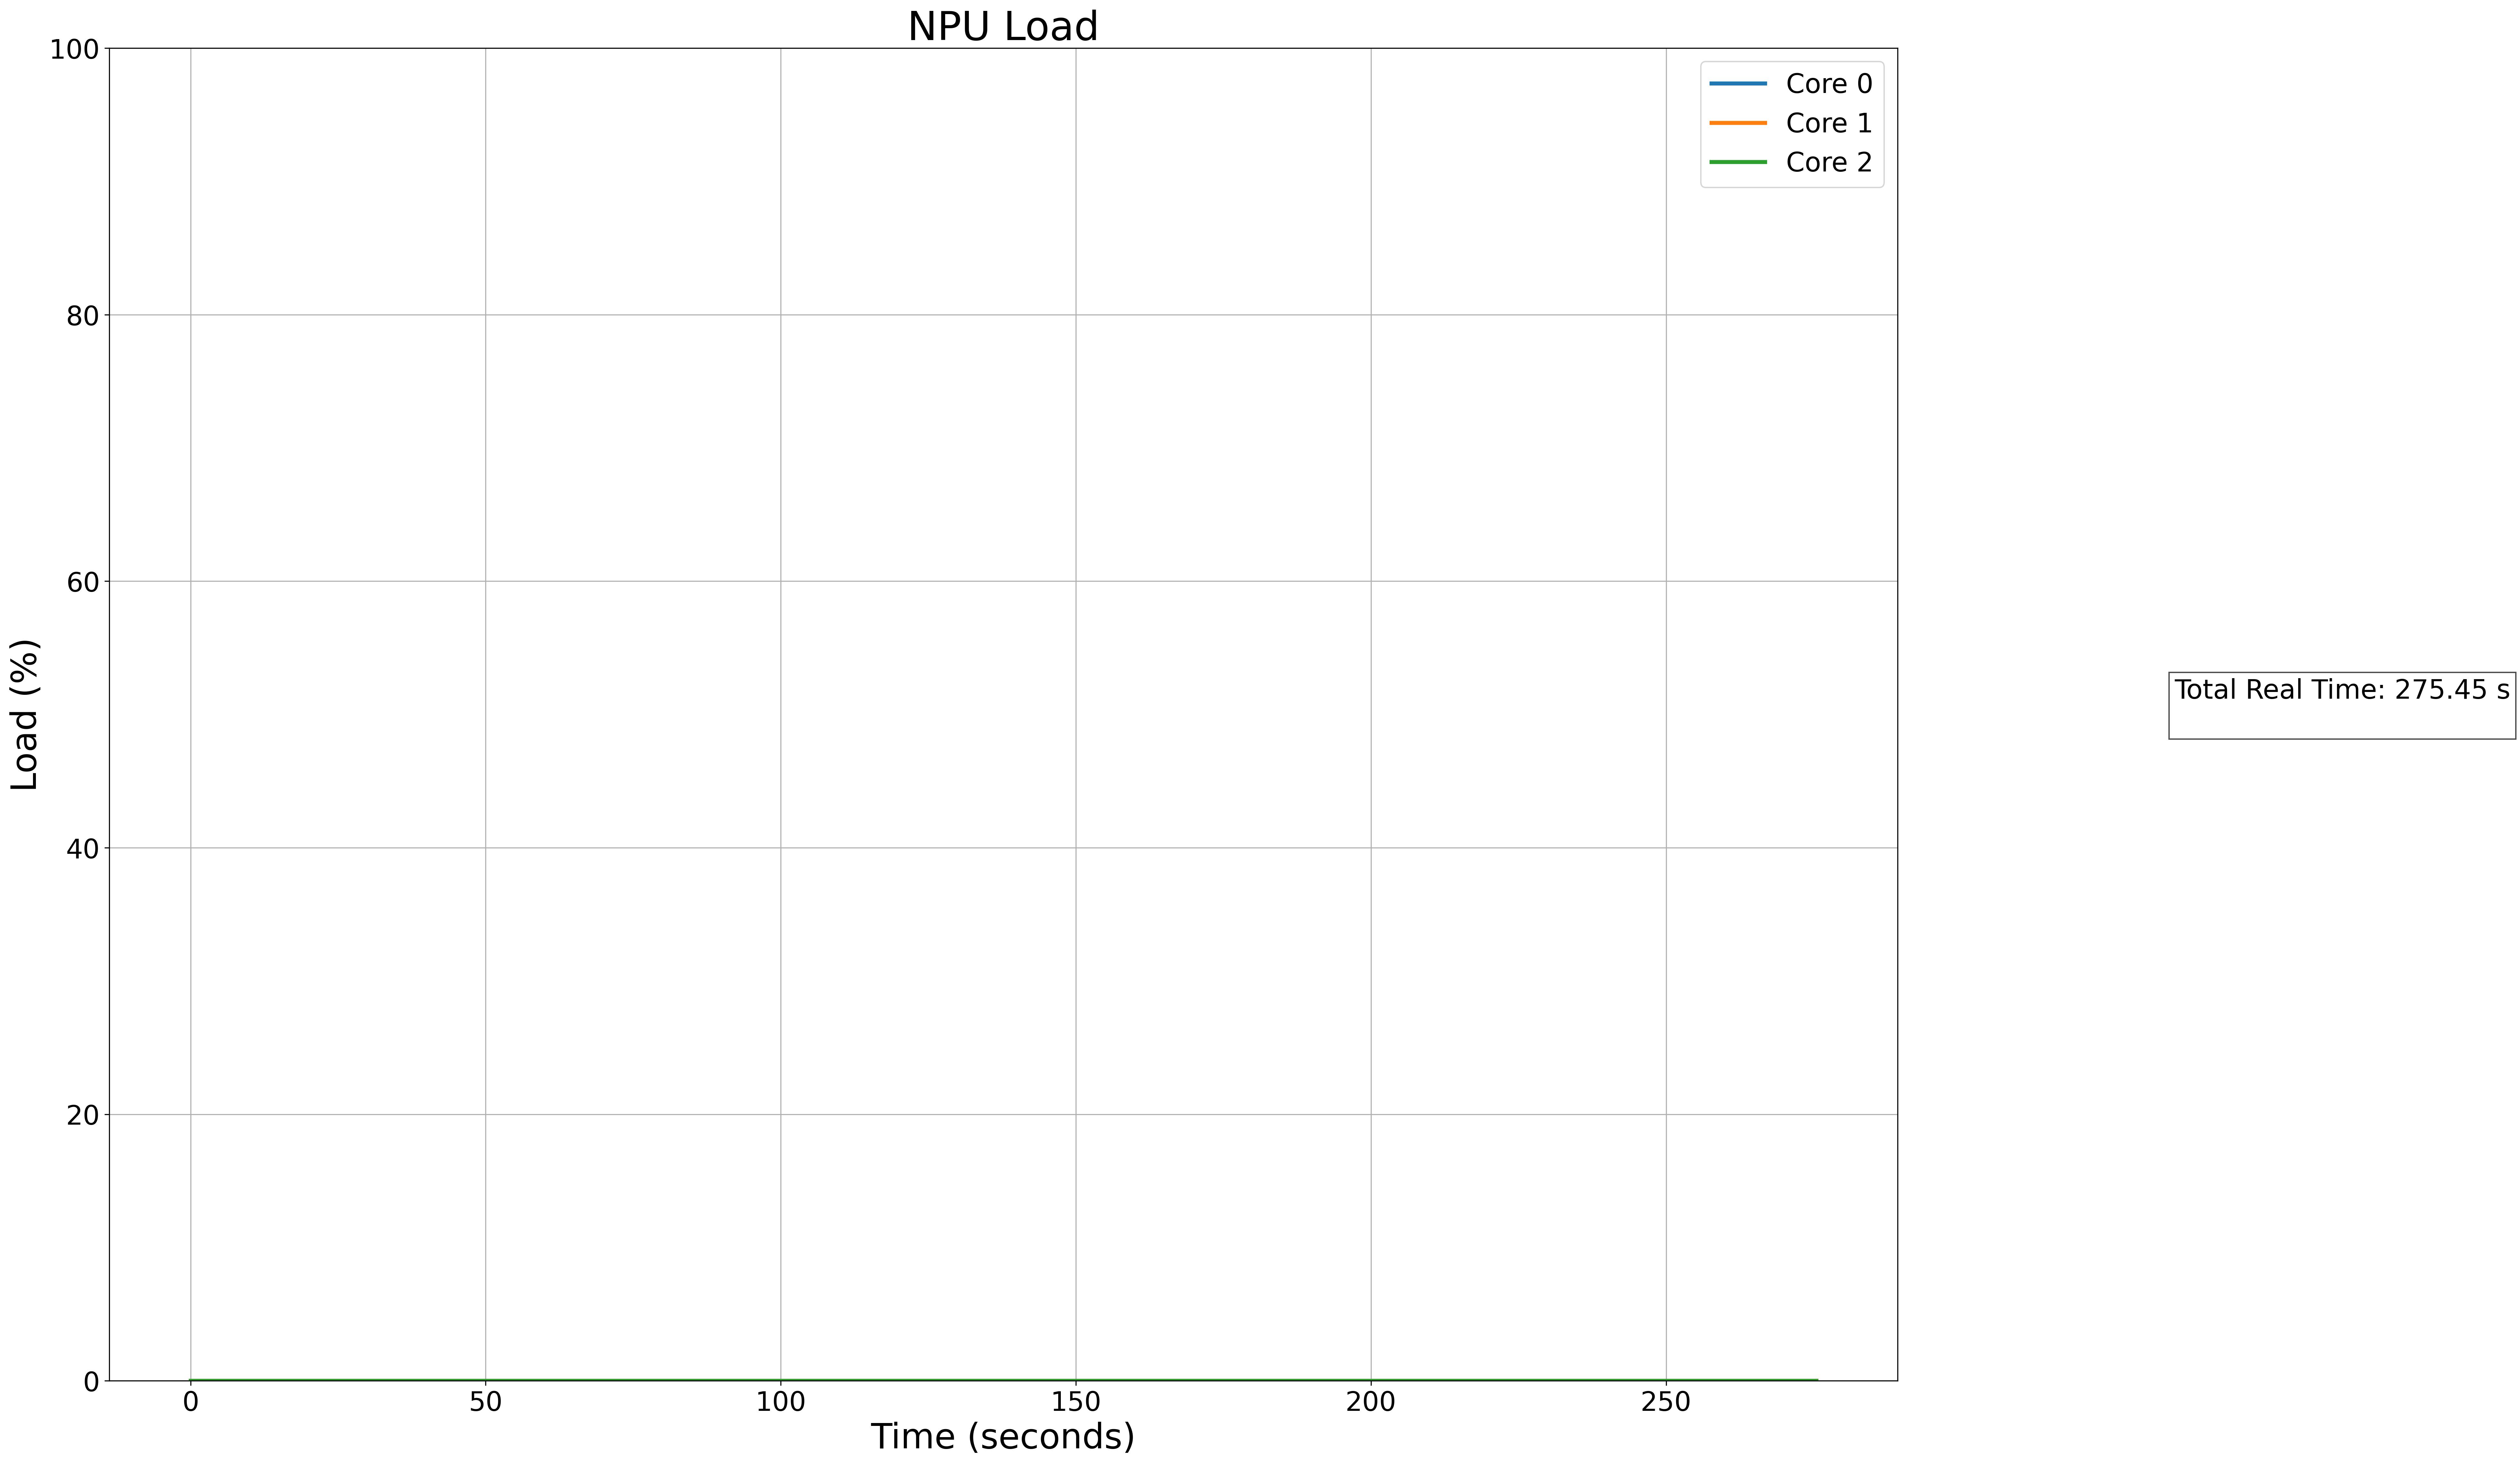 NPU Load
100
80
60
40
20
0
Load (%)
Core 0
Core 1
Core 2
0 50 100 150 200 250
Time (seconds)
Total Real Time: 275.45 s